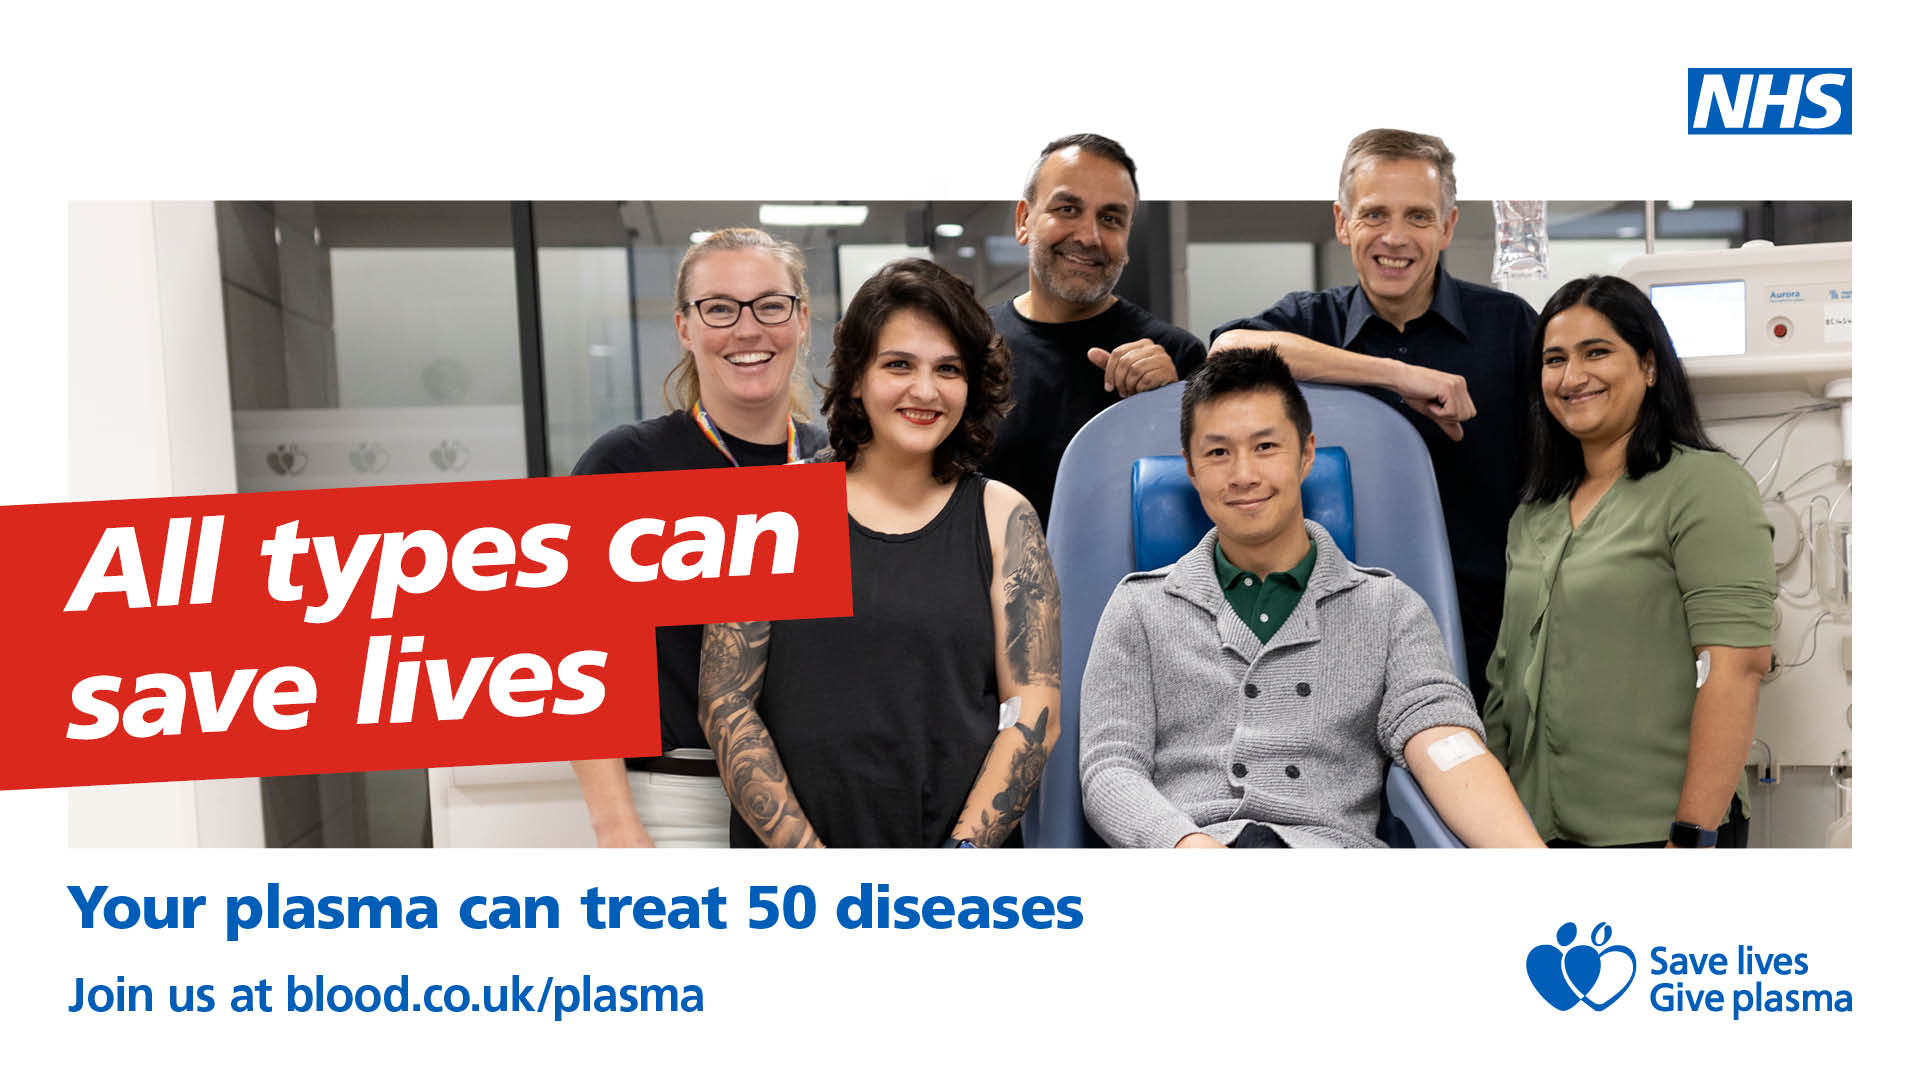 NHS
Aurora
All types can
save lives
Your plasma can treat 50 diseases
Join us at blood.co.uk/plasma
Save lives
Give plasma